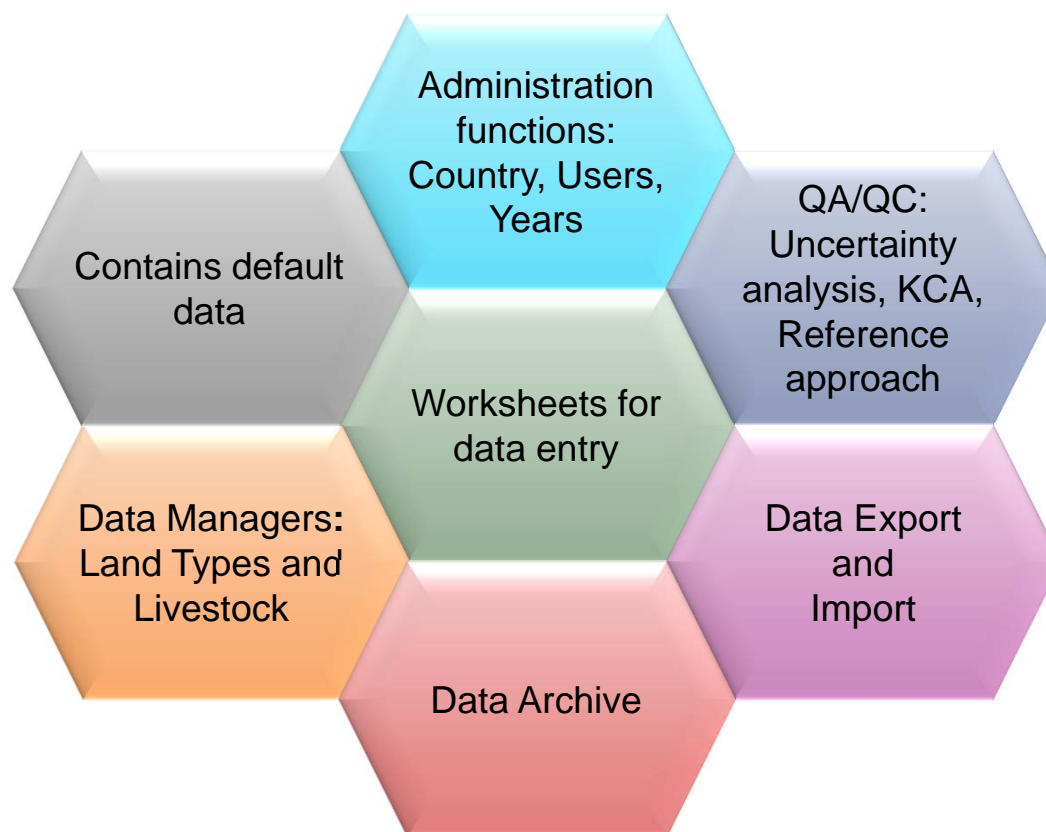 Administration
functions:
Country, Users,
Years
Contains default
data
QA/QC:
Uncertainty
analysis, KCA,
Reference
approach
Worksheets for
data entry
Data Managers:
Land Types and
Livestock
Data Export
and
Import
Data Archive